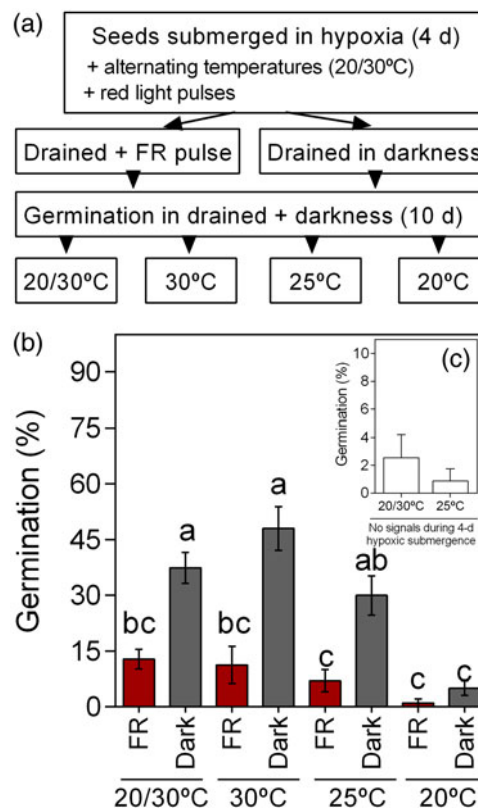 (a)
Seeds submerged in hypoxia (4 d)
+ alternating temperatures (20/30ºC)
+ red light pulses
Drained + FR pulse
Drained in darkness
Germination in drained + darkness (10 d)
20/30ºC 30ºC 25ºC 20ºC
(b)
Germination (%)
90
75
60
45
30
15
0
bc a bc a c ab c c
FR Dark FR Dark FR Dark FR Dark
20/30ºC 30ºC 25ºC 20ºC
(c)
Germination (%)
10
8
6
4
2
0
20/30ºC 25ºC
No signals during 4-d
hypoxic submergence